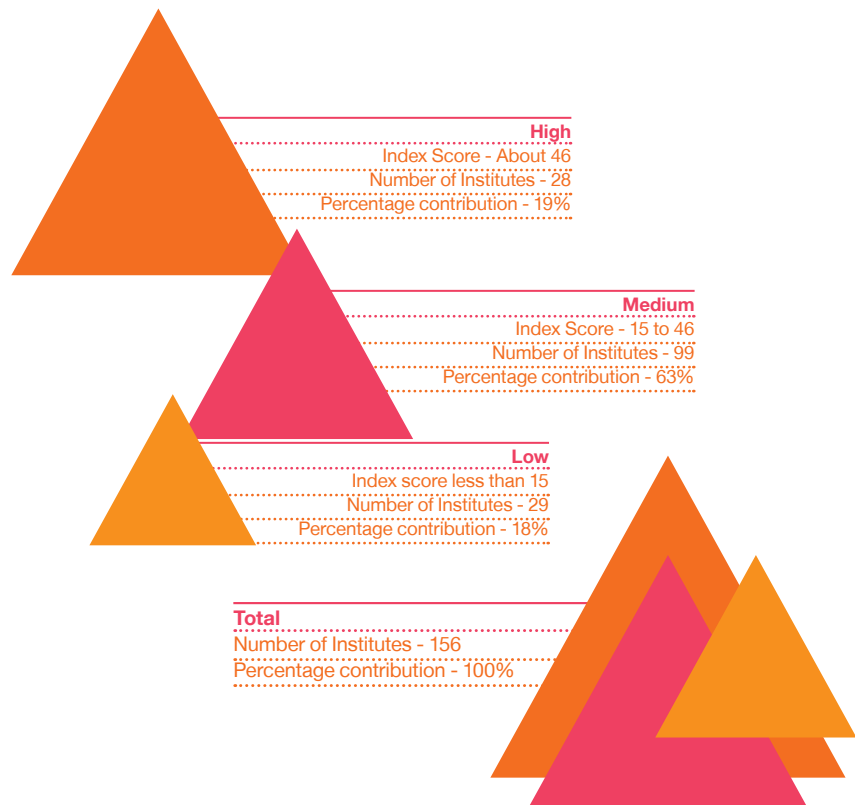 High
Index Score - About 46
Number of Institutes - 28
Percentage contribution - 19%
Medium
Index Score - 15 to 46
Number of Institutes - 99
Percentage contribution - 63%
Low
Index score less than 15
Number of Institutes - 29
Percentage contribution - 18%
Total
Number of Institutes - 156
Percentage contribution - 100%